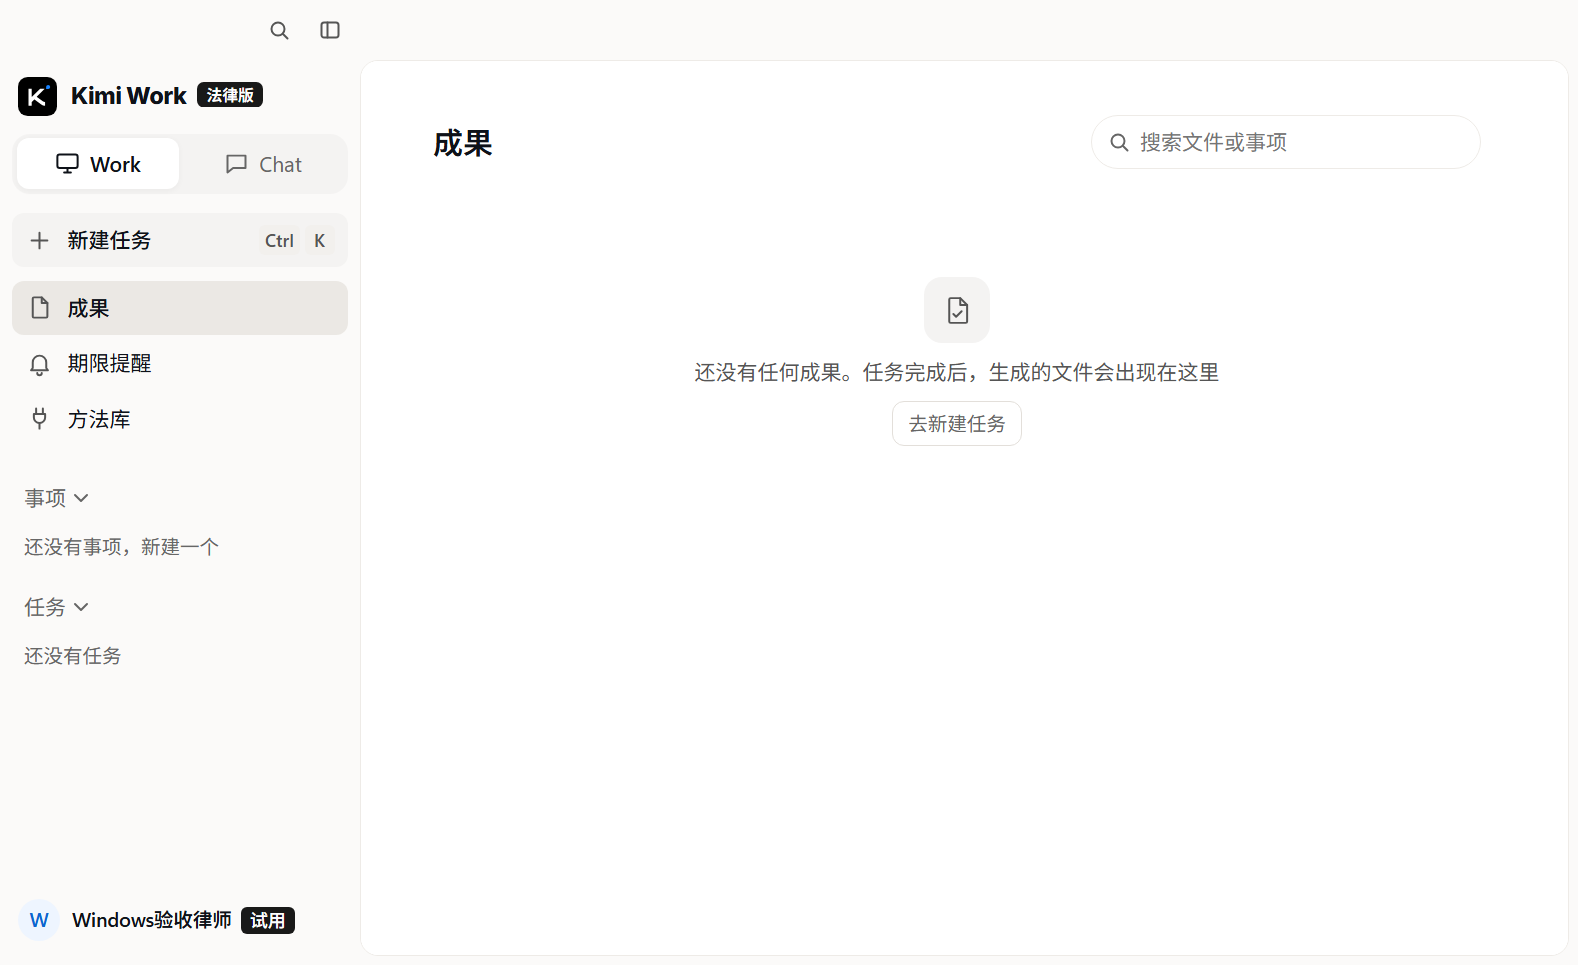 Kimi Work 法律版
Work
Chat
新建任务 Ctrl K
成果
期限提醒
方法库
事项
还没有事项，新建一个
任务
还没有任务
W Windows验收律师 试用
成果
搜索文件或事项
还没有任何成果。任务完成后，生成的文件会出现在这里
去新建任务